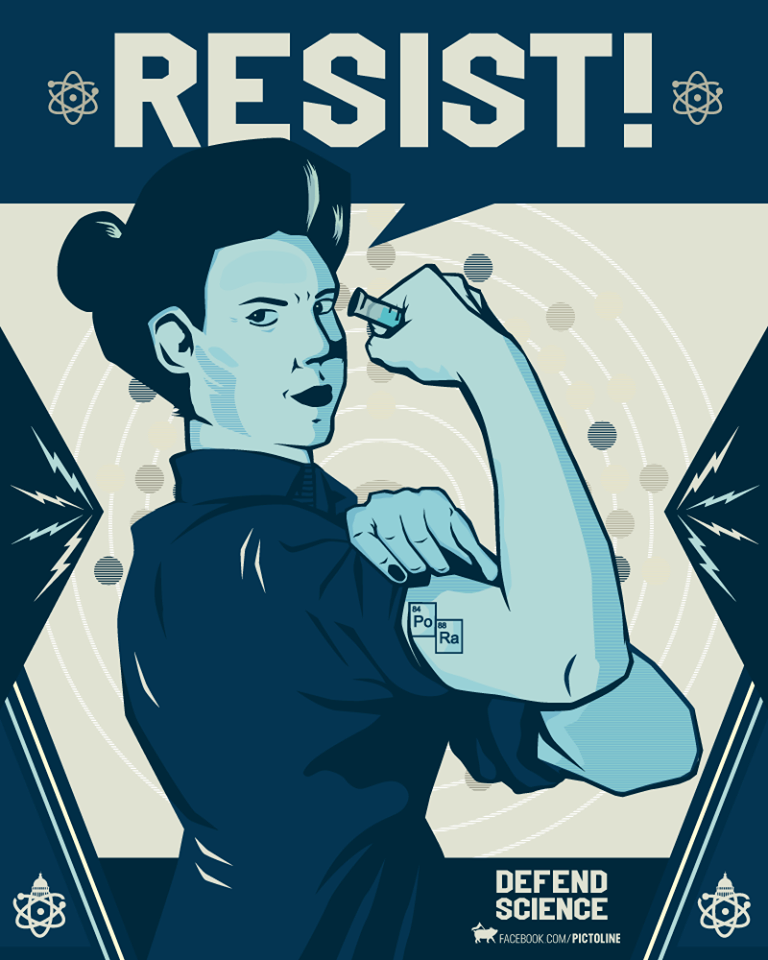 RESIST!
84
Po
88
Ra
DEFEND
SCIENCE
FACEBOOK.COM/PICTOLINE